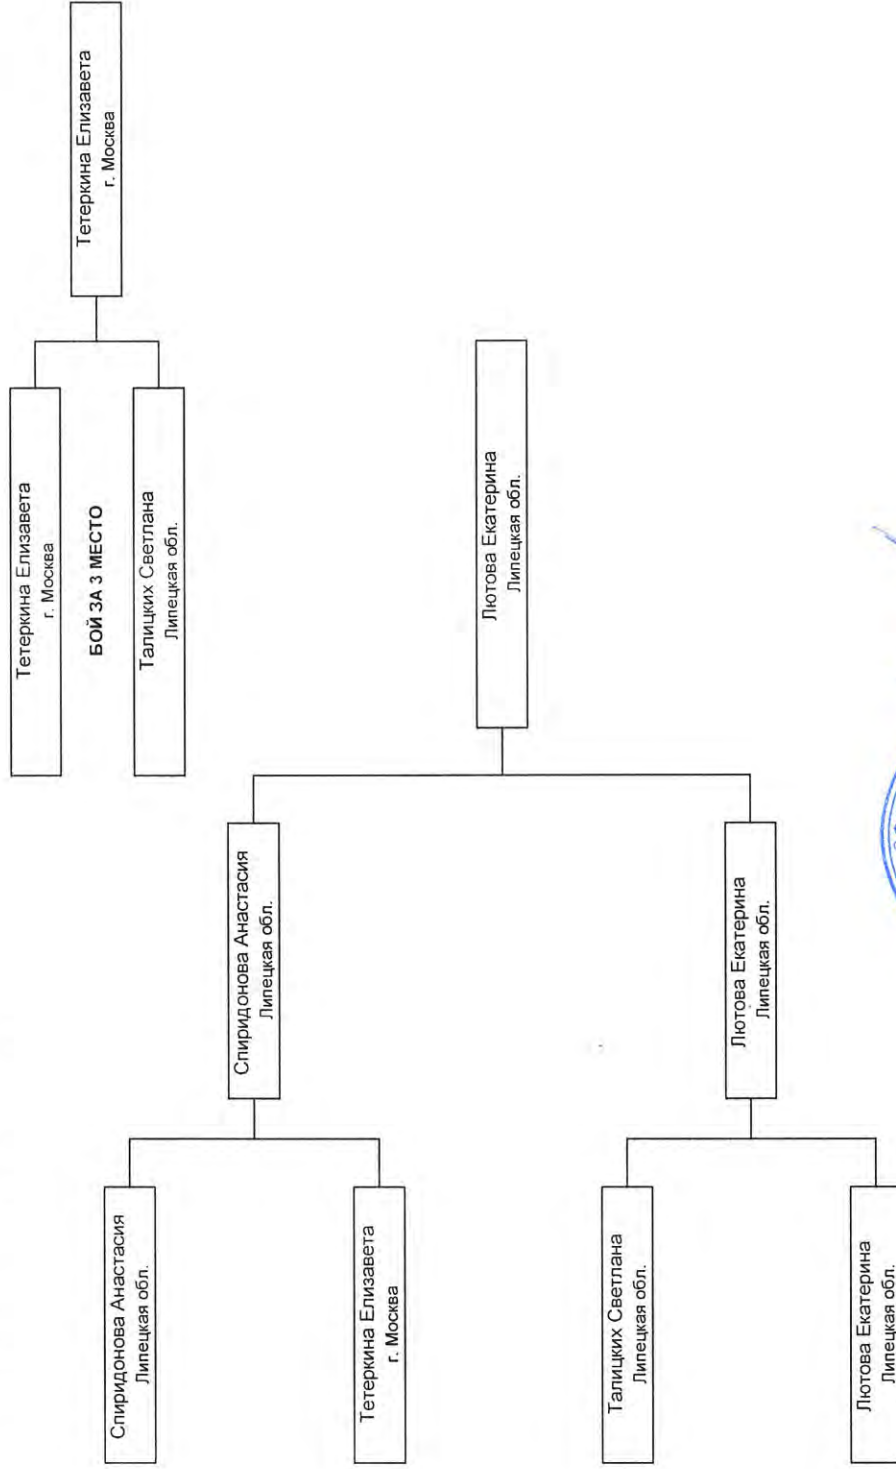 Тетеркина Елизавета
г. Москва
БОЙ ЗА 3 МЕСТО
Талицких Светлана
Липецкая обл.
Тетеркина Елизавета
г. Москва
Спиридонова Анастасия
Липецкая обл.
Тетеркина Елизавета
г. Москва
Талицких Светлана
Липецкая обл.
Лютова Екатерина
Липецкая обл.
Спиридонова Анастасия
Липецкая обл.
Лютова Екатерина
Липецкая обл.
Лютова Екатерина
Липецкая обл.